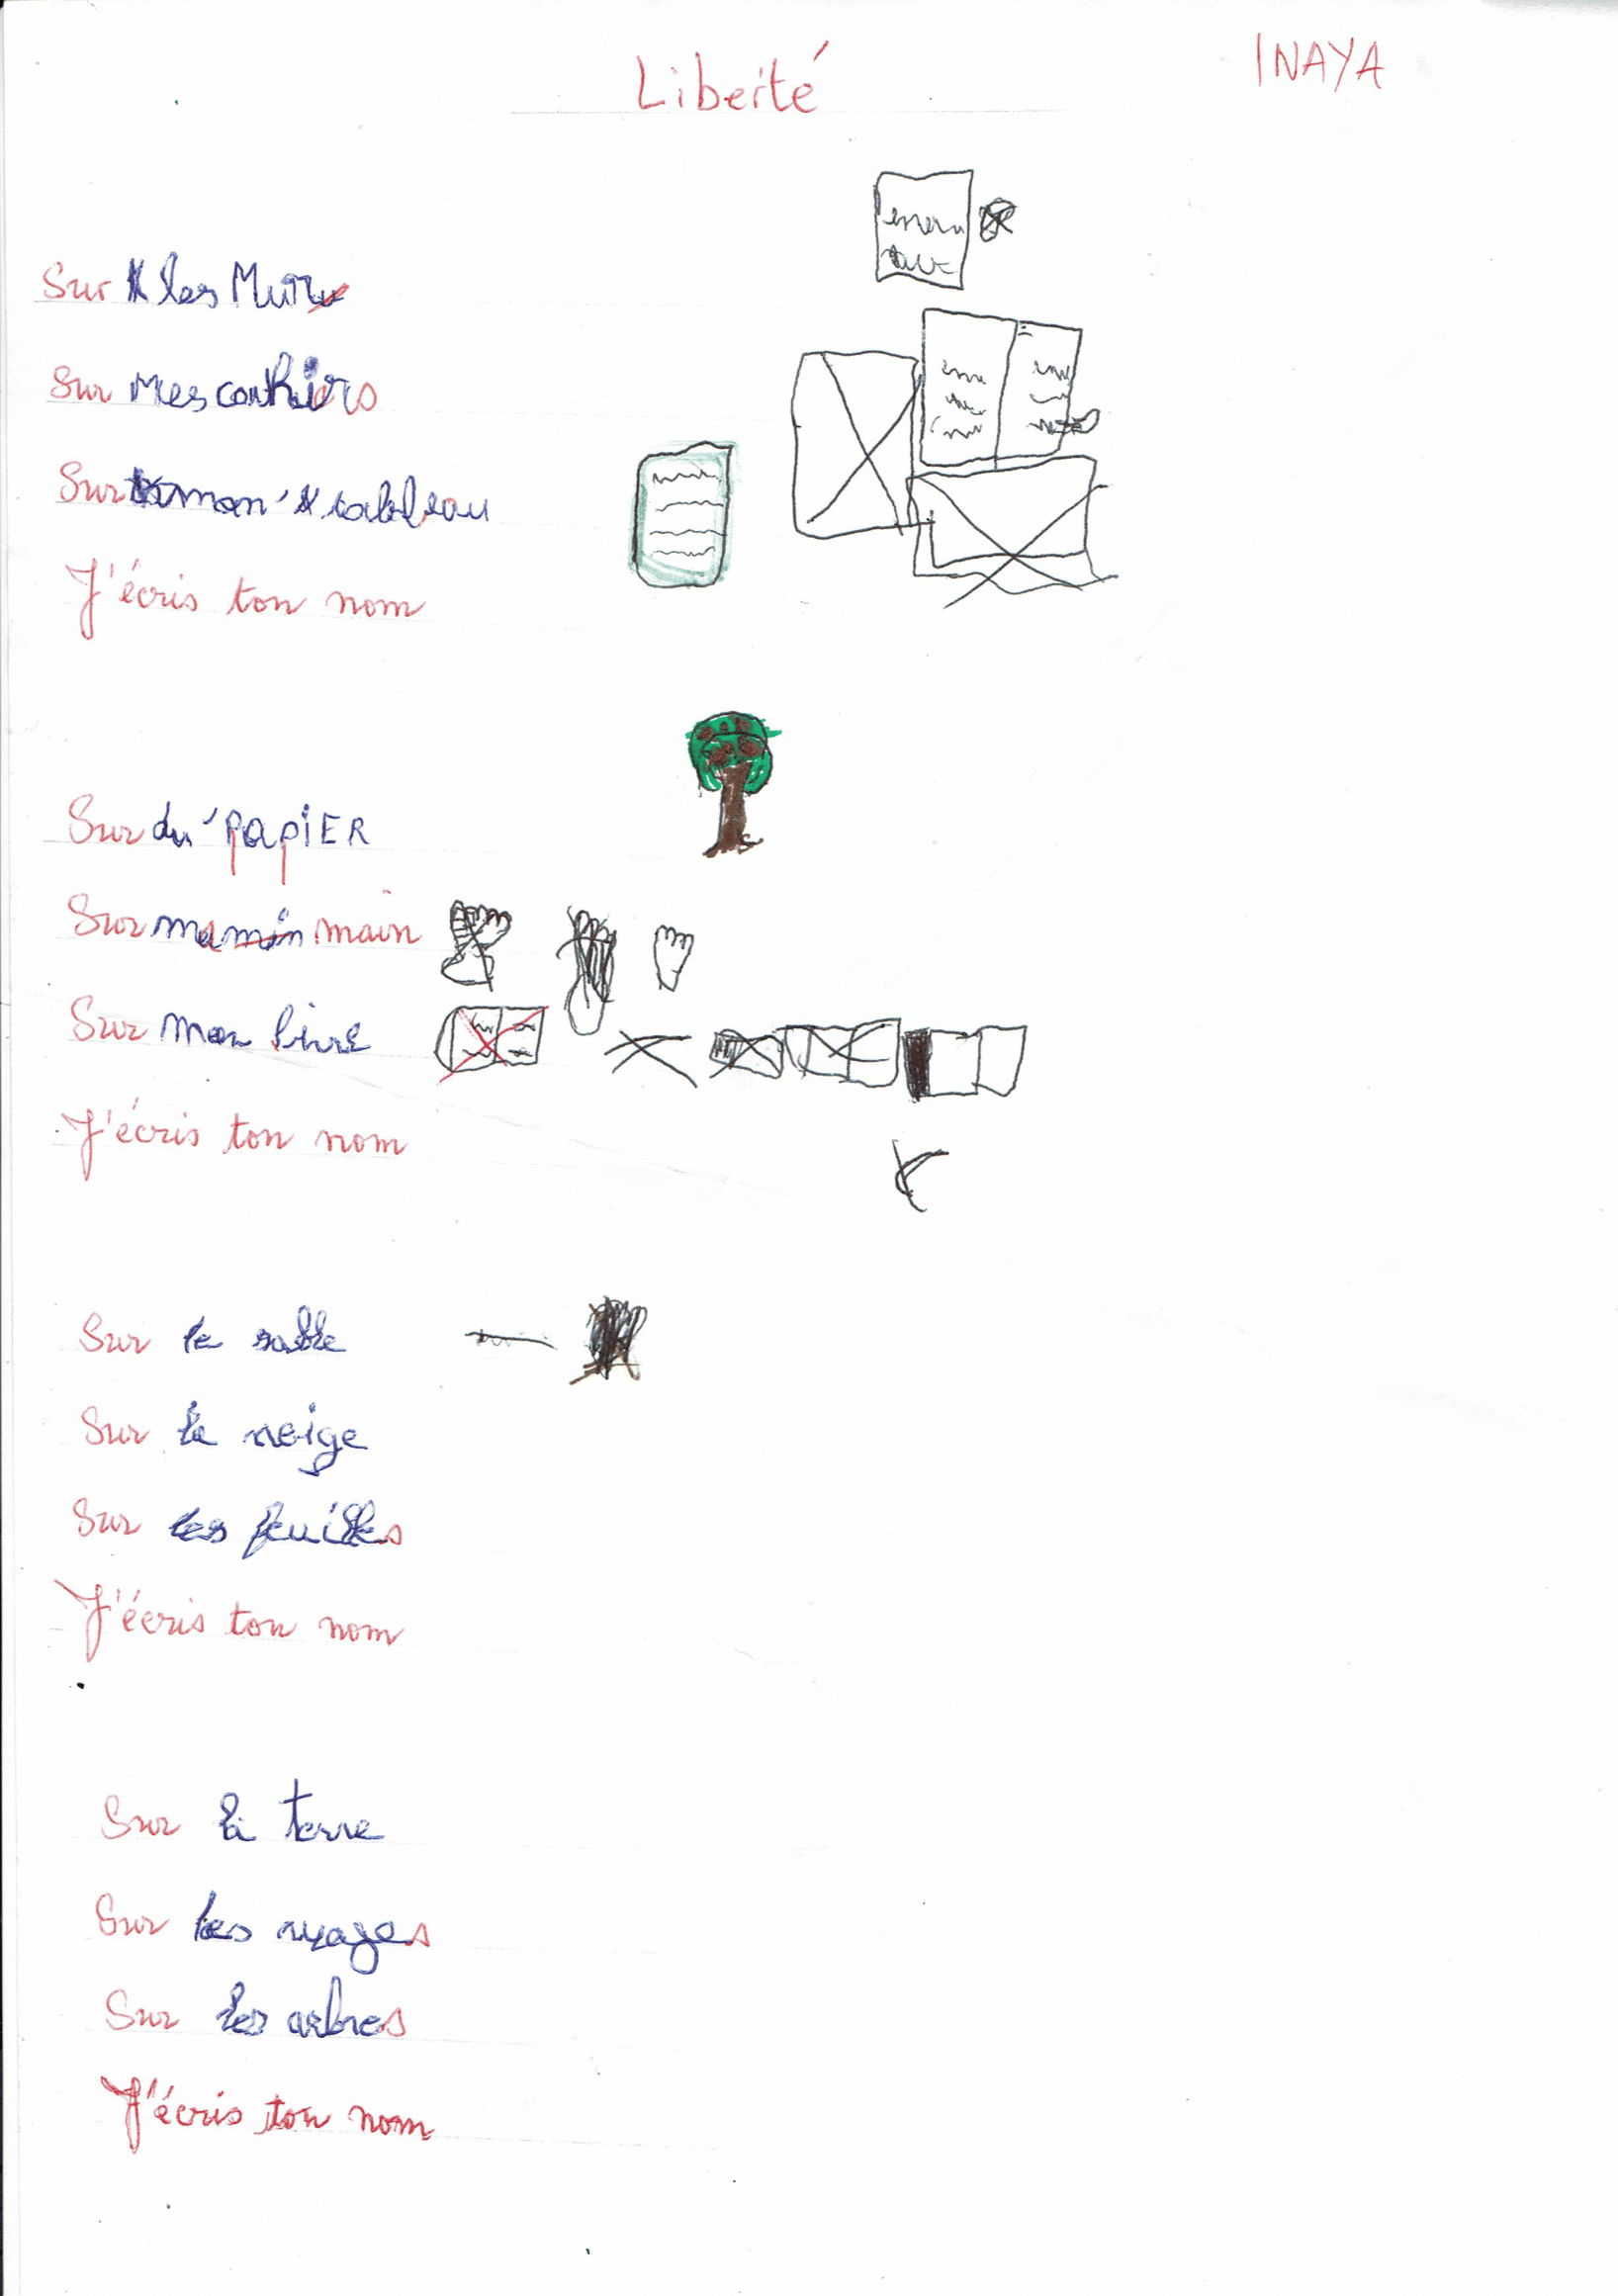 Liberté
INAYA
Sur les Murs
Sur Mes cahiers
Sur mon tableau
J'écris ton nom
Sur du papier
Sur ma min main
Sur mon livre
J'écris ton nom
Sur le sable
Sur la neige
Sur les feuilles
J'écris ton nom
Sur la terre
Sur les nuages
Sur les arbres
J'écris ton nom